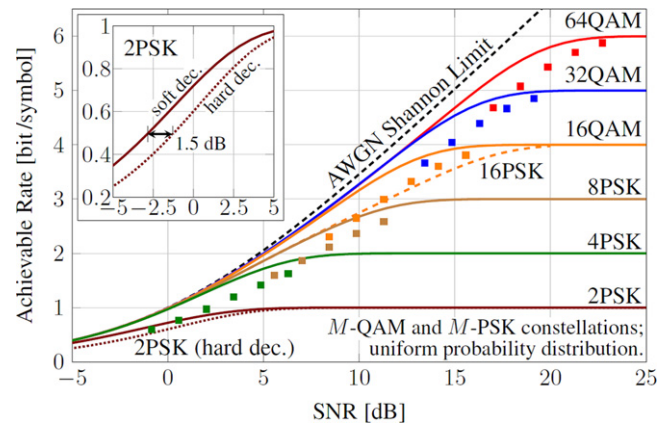 2PSK
soft dec.
hard dec.
1.5 dB
1
0.8
0.6
0.4
0.2
−5
−2.5
0
2.5
5
AWGN Shannon Limit
64QAM
32QAM
16QAM
16PSK
8PSK
4PSK
2PSK
2PSK (hard dec.)
M-QAM and M-PSK constellations;
uniform probability distribution.
Achievable Rate [bit/symbol]
6
5
4
3
2
1
0
−5
0
5
10
15
20
25
SNR [dB]